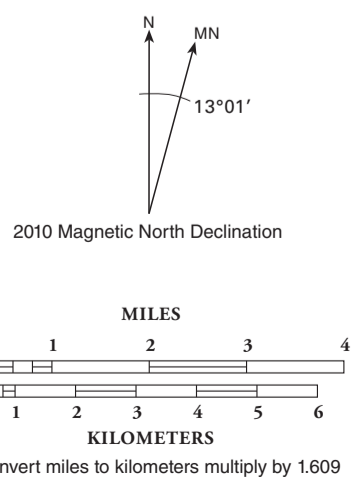 N
MN
13°01′
2010 Magnetic North Declination
MILES
1 2 3 4
1 2 3 4 5 6
KILOMETERS
nvert miles to kilometers multiply by 1.609